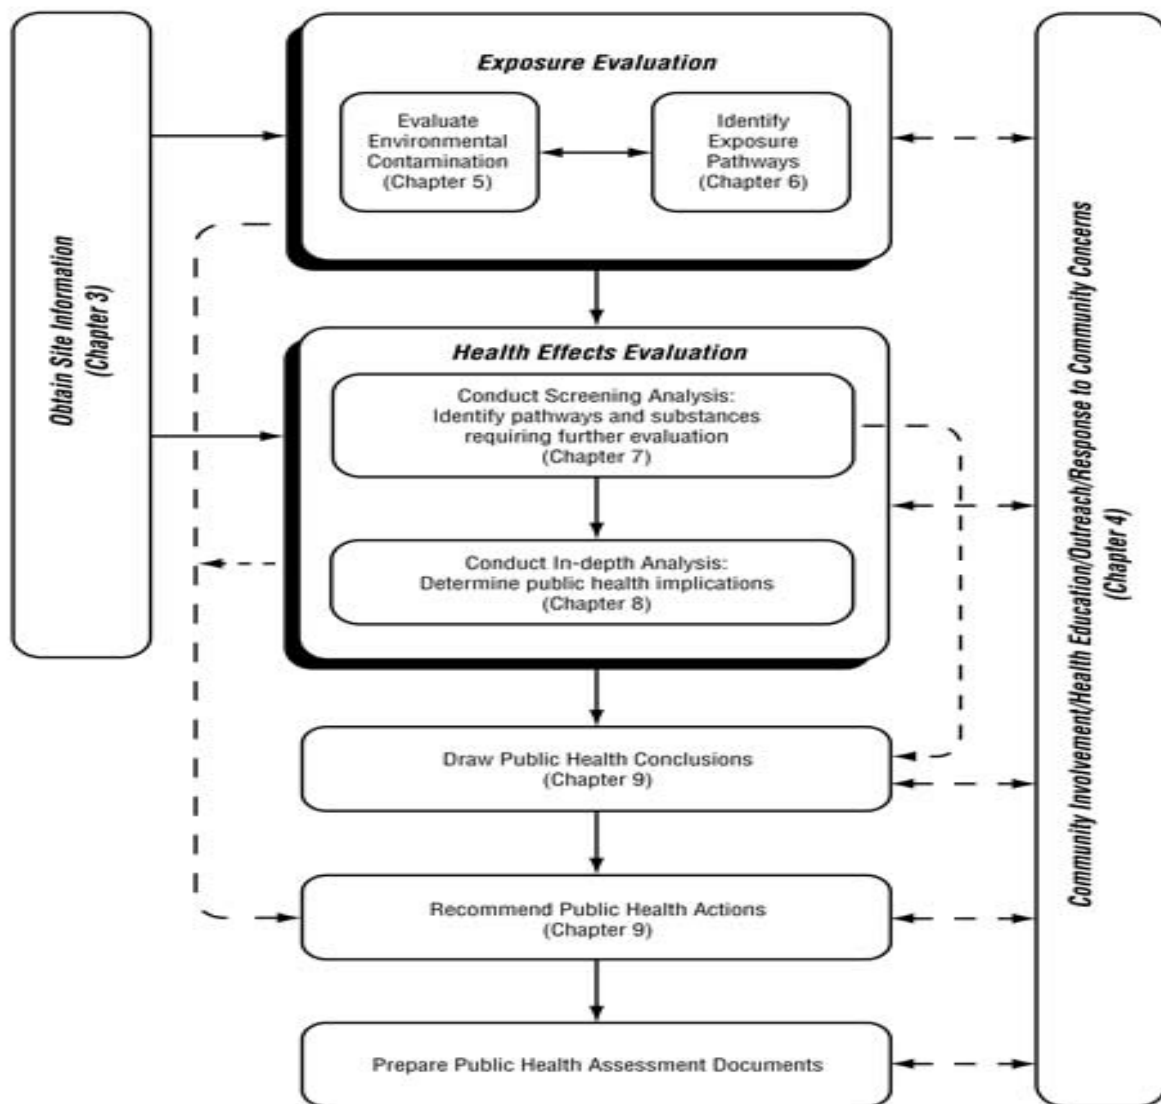 Obtain Site Information
(Chapter 3)
Exposure Evaluation
Evaluate
Environmental
Contamination
(Chapter 5)
Identify
Exposure
Pathways
(Chapter 6)
Health Effects Evaluation
Conduct Screening Analysis:
Identify pathways and substances
requiring further evaluation
(Chapter 7)
Conduct In-depth Analysis:
Determine public health implications
(Chapter 8)
Draw Public Health Conclusions
(Chapter 9)
Recommend Public Health Actions
(Chapter 9)
Prepare Public Health Assessment Documents
Community Involvement/Health Education/Outreach/Response to Community Concerns
(Chapter 4)